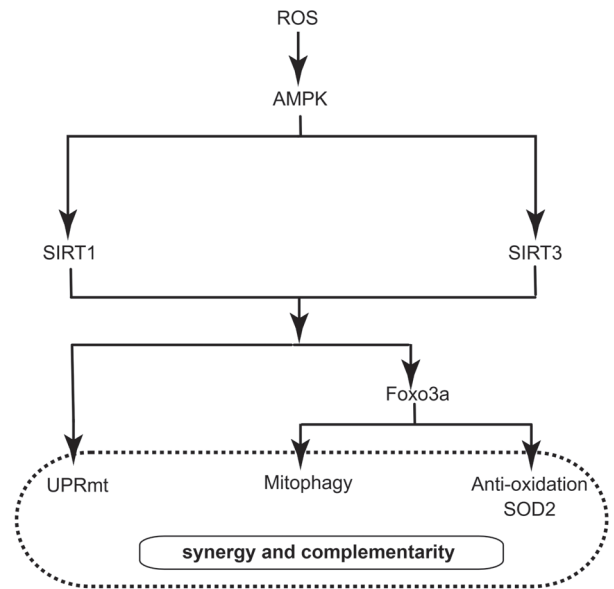 ROS
AMPK
SIRT1
SIRT3
Foxo3a
UPRmt
Mitophagy
Anti-oxidation
SOD2
synergy and complementarity